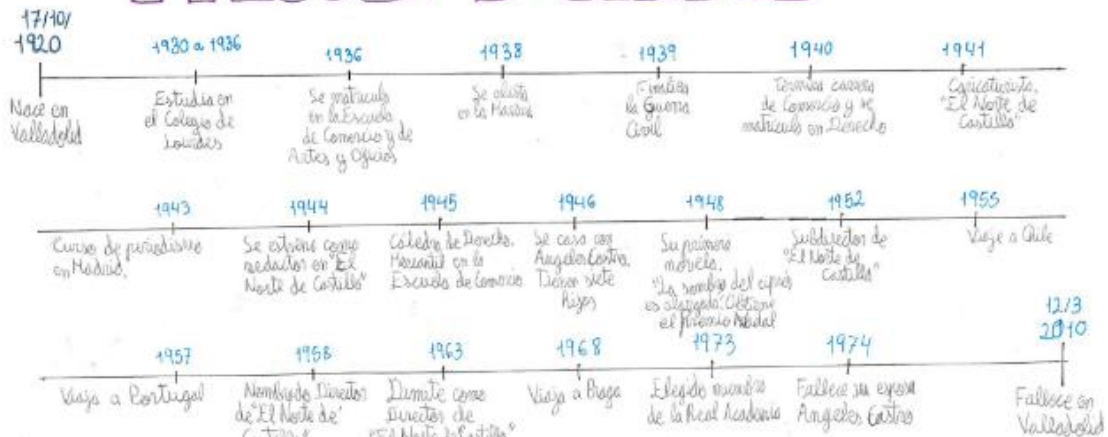 17/10/
1920
1930 a 1936
1936
1938
1939
1940
1941
Nace en
Valladolid
Estudia en
el Colegio de
Lourdes
Se matricula
en la Escuela
de Comercio y de
Artes y Oficios
Se alista
en la Marina
Finaliza
la Guerra
Civil
Termina carrera
de Comercio y se
matricula en Derecho
Caricaturista,
"El Norte de
Castilla"
1943
1944
1945
1946
1948
1952
1955
Curso de periodismo
en Madrid.
Se estrena como
redactor en "El
Norte de Castilla"
Cátedra de Derecho
Mercantil en la
Escuela de Comercio
Se casa con
Ángeles Castro.
Tienen siete
hijos
Su primera
novela.
"La sombra del ciprés
es alargada". Obtiene
el Premio Nadal
Subdirector de
"El Norte de
Castilla"
Viaje a Chile
1957
1958
1963
1968
1973
1974
12/3
2010
Viaja a Portugal
Nombrado Director
de "El Norte de
Castilla"
Dimite como
Director de
"El Norte de Castilla"
Viaja a Praga
Elegido miembro
de la Real Academia
Fallece su esposa
Angeles Castro
Fallece en
Valladolid